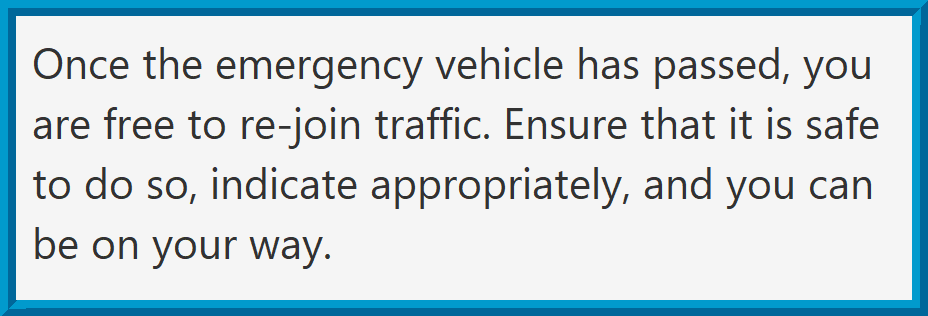 Once the emergency vehicle has passed, you
are free to re-join traffic. Ensure that it is safe
to do so, indicate appropriately, and you can
be on your way.